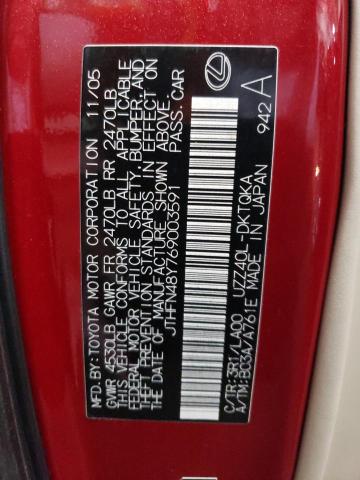 MFD.BY:TOYOTA MOTOR CORPORATION 11/05
GVWR 4530LB GAWR FR 2470LB RR 2470LB
THIS VEHICLE CONFORMS TO ALL APPLICABLE
FEDERAL MOTOR VEHICLE SAFETY, BUMPER, AND
THEFT PREVENTION STANDARDS IN EFFECT ON
THE DATE OF MANUFACTURE SHOWN ABOVE.
JTHFN48Y769003591 PASS.CAR
C/TR:3R1/LA00 UZZ40L-DKTQKA
A/TM:B03A/A761E MADE IN JAPAN
942 A